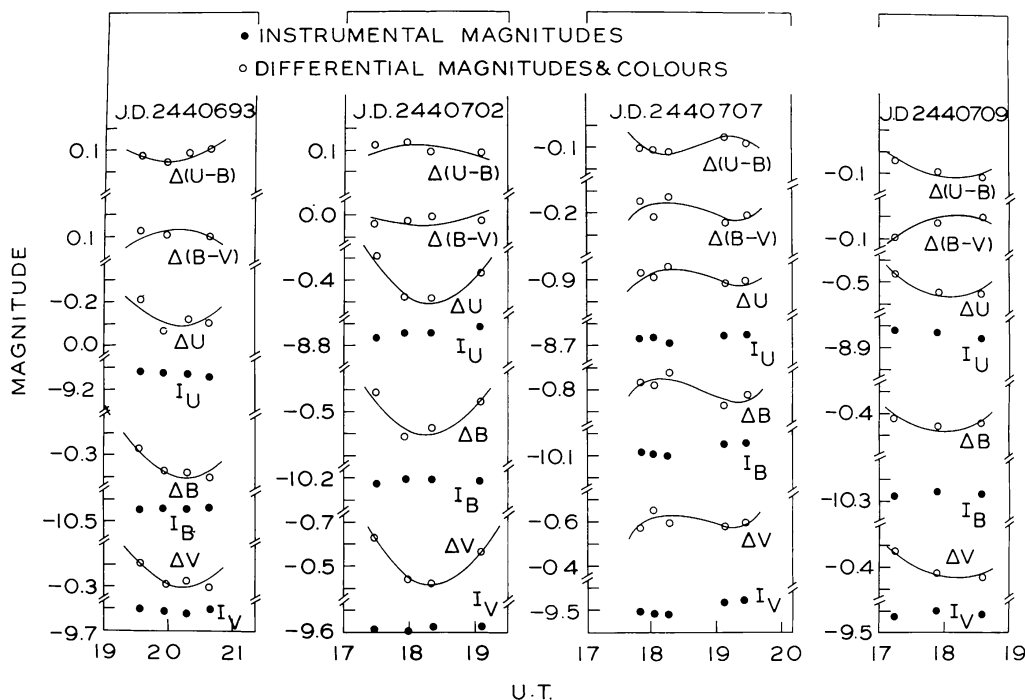 ● INSTRUMENTAL MAGNITUDES
○ DIFFERENTIAL MAGNITUDES&COLOURS
MAGNITUDE
J.D.2440693
0.1
Δ(U-B)
0.1
Δ(B-V)
-0.2
0.0
ΔU
-9.2
I_U
-0.3
ΔB
-10.5
I_B
ΔV
-0.3
I_V
-9.7
19 20 21
J.D.2440702
0.1
Δ(U-B)
0.0
Δ(B-V)
-0.4
ΔU
-8.8
I_U
-0.5
ΔB
-10.2
I_B
-0.7
ΔV
-0.5
I_V
-9.6
17 18 19
J.D.2440707
-0.1
Δ(U-B)
-0.2
Δ(B-V)
-0.9
ΔU
-8.7
I_U
-0.8
ΔB
-10.1
I_B
-0.6
ΔV
-0.4
-9.5
I_V
17 18 19 20
J.D.2440709
-0.1
Δ(U-B)
-0.1
Δ(B-V)
-0.5
ΔU
-8.9
I_U
-0.4
ΔB
-10.3
I_B
ΔV
-0.4
I_V
-9.5
17 18 19
U.T.